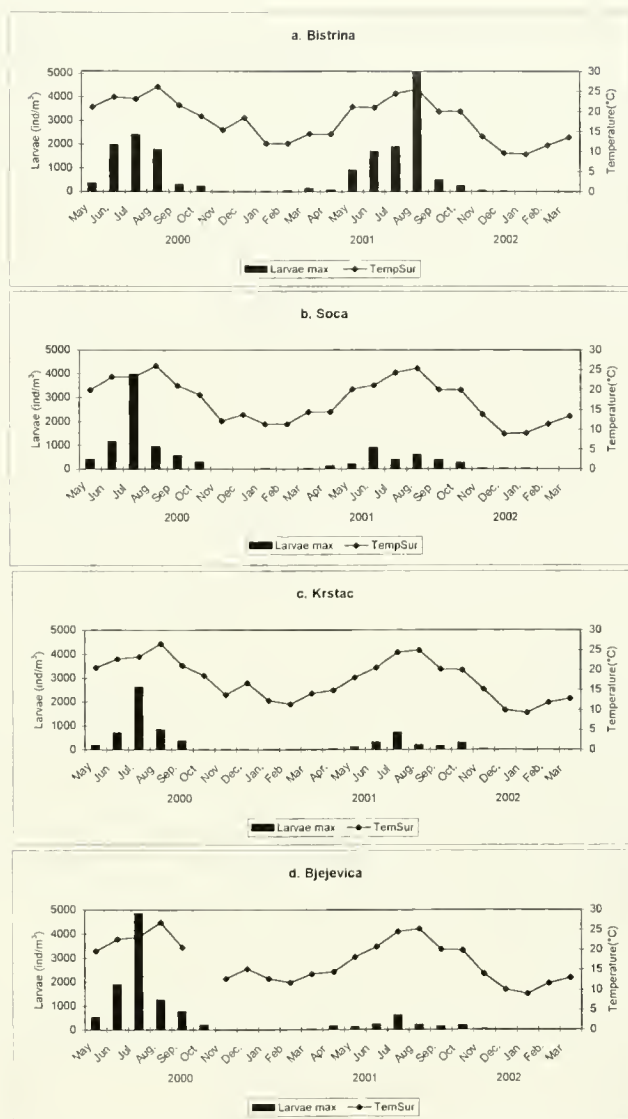 a. Bistrina
Larvae (ind/m³)
5000
4000
3000
2000
1000
0
30
25
20
15
10
5
0
Temperature(°C)
May Jun. Jul Aug Sep Oct Nov Dec. Jan. Feb Mar Apr May Jun. Jul. Aug Sep Oct. Nov Dec. Jan Feb Mar
2000 2001 2002
Larvae max TempSur
b. Soca
Larvae (ind/m³)
5000
4000
3000
2000
1000
0
30
25
20
15
10
5
0
Temperature(°C)
May Jun Jul Aug Sep Oct Nov Dec Jan. Feb. Mar Apr. May Jun. Jul. Aug Sep Oct. Nov Dec. Jan. Feb. Mar
2000 2001 2002
Larvae max TempSur
c. Krstac
Larvae (ind/m³)
5000
4000
3000
2000
1000
0
30
25
20
15
10
5
0
Temperature(°C)
May Jun Jul. Aug Sep. Oct. Nov Dec. Jan. Feb. Mar Apr. May Jun. Jul. Aug. Sep. Oct. Nov. Dec. Jan Feb. Mar
2000 2001 2002
Larvae max TemSur
d. Bjejevica
Larvae (ind/m³)
5000
4000
3000
2000
1000
0
30
25
20
15
10
5
0
Temperature(°C)
May Jun Jul Aug. Sep. Oct Nov Dec. Jan. Feb. Mar Apr. May Jun. Jul. Aug Sep. Oct. Nov Dec. Jan. Feb. Mar
2000 2001 2002
Larvae max TemSur